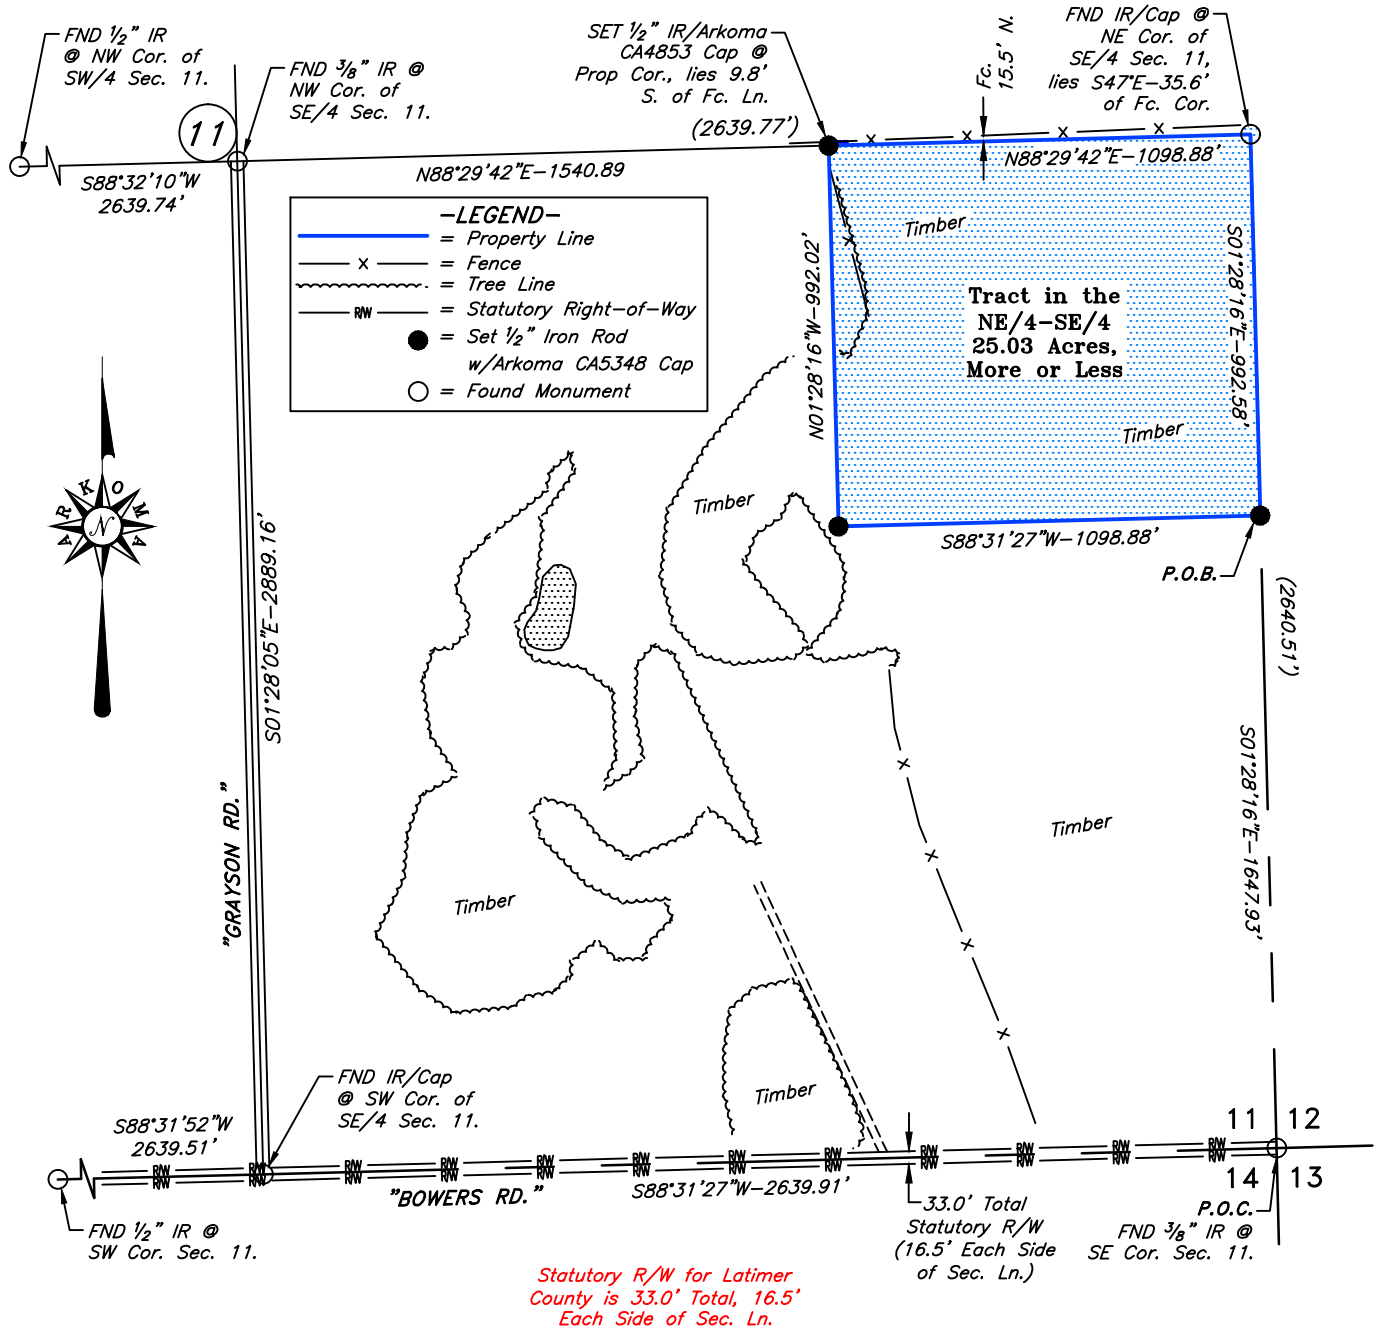 FND ½" IR
@ NW Cor. of
SW/4 Sec. 11.
FND ⅜" IR @
NW Cor. of
SE/4 Sec. 11.
SET ½" IR/Arkoma
CA4853 Cap @
Prop Cor., lies 9.8'
S. of Fc. Ln.
(2639.77')
Fc.
15.5' N.
FND IR/Cap @
NE Cor. of
SE/4 Sec. 11,
lies S47°E-35.6'
of Fc. Cor.
11
S88°32'10"W
2639.74'
N88°29'42"E-1540.89
N88°29'42"E-1098.88'
-LEGEND-
= Property Line
X = Fence
= Tree Line
R/W = Statutory Right-of-Way
= Set ½" Iron Rod
w/Arkoma CA5348 Cap
= Found Monument
Timber
N01°28'16"W-992.02'
S01°28'16"E-992.58'
Tract in the
NE/4-SE/4
25.03 Acres,
More or Less
Timber
Timber
S88°31'27"W-1098.88'
P.O.B.
(2640.51')
ARKOMA
N
S01°28'05"E-2889.16'
"GRAYSON RD."
S01°28'16"E-1647.93'
Timber
Timber
Timber
FND IR/Cap
@ SW Cor. of
SE/4 Sec. 11.
S88°31'52"W
2639.51'
11 12
14 13
R/W R/W R/W R/W R/W R/W R/W R/W R/W R/W R/W R/W
R/W R/W R/W R/W R/W R/W R/W R/W R/W R/W R/W R/W
"BOWERS RD."
S88°31'27"W-2639.91'
FND ½" IR @
SW Cor. Sec. 11.
33.0' Total
Statutory R/W
(16.5' Each Side
of Sec. Ln.)
P.O.C.
FND ⅜" IR @
SE Cor. Sec. 11.
Statutory R/W for Latimer
County is 33.0' Total, 16.5'
Each Side of Sec. Ln.